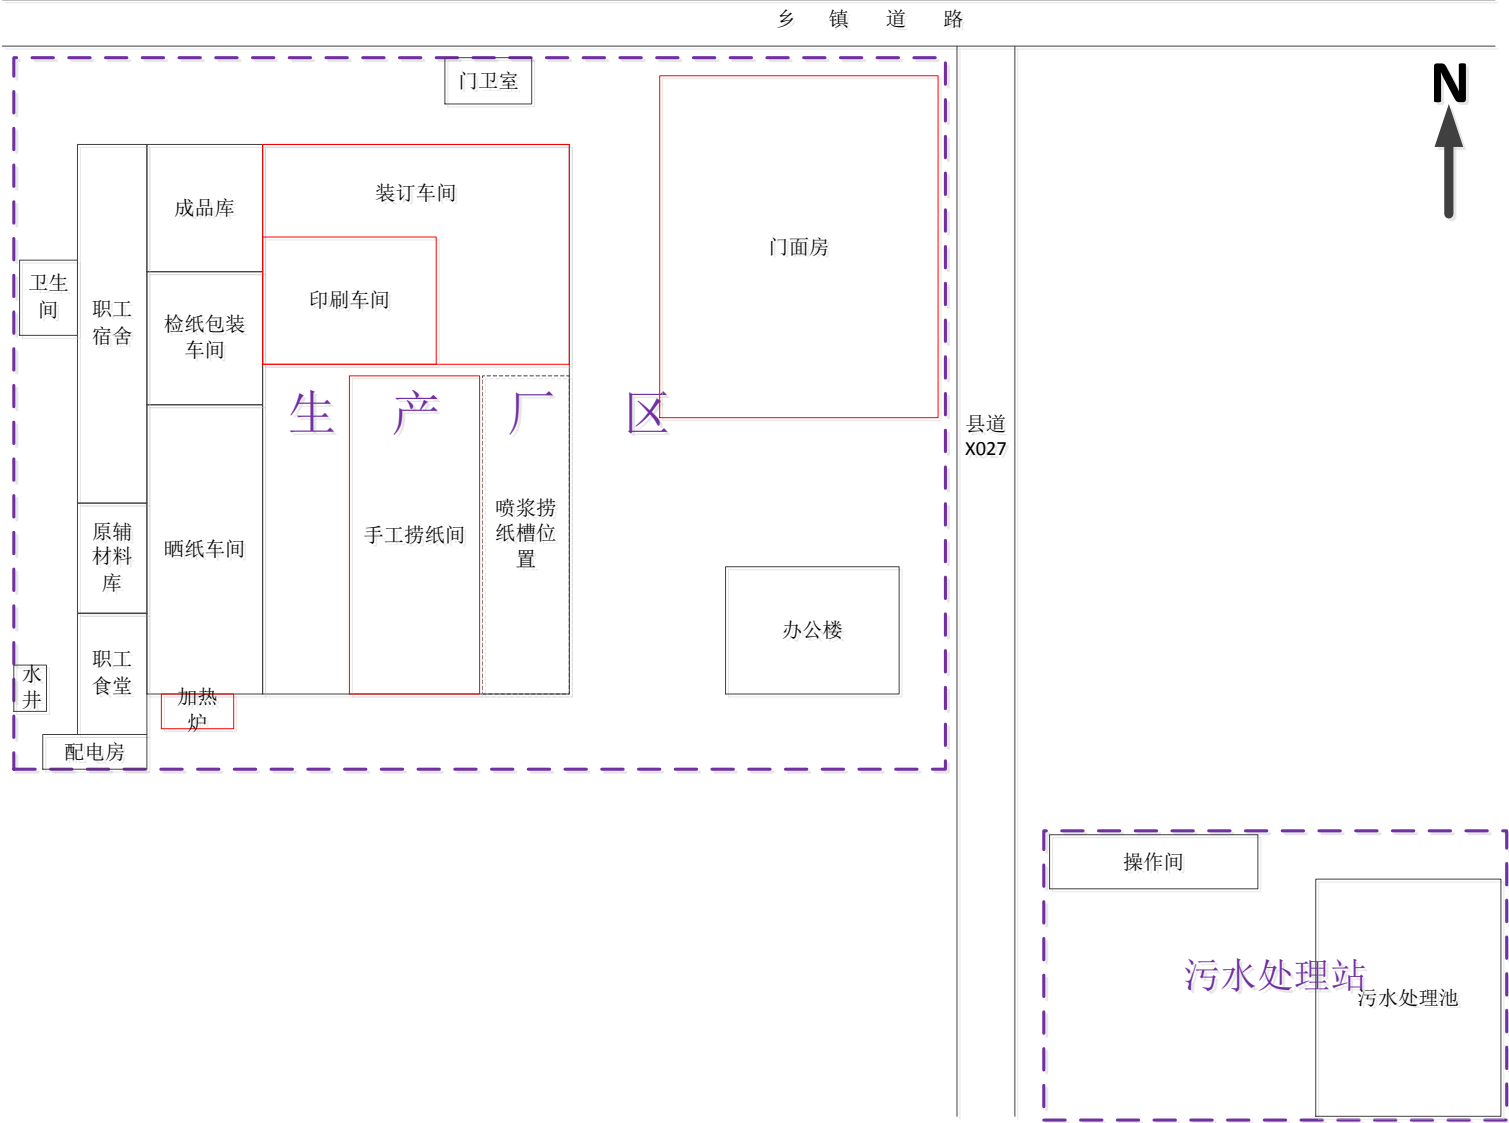 乡 镇 道 路
N
门卫室
装订车间
成品库
门面房
卫生
间
职工
宿舍
印刷车间
检纸包装
车间
生 产 厂 区
县道
X027
原辅
材料
库
晒纸车间
手工捞纸间
喷浆捞
纸槽位
置
办公楼
水
井
职工
食堂
加热
炉
配电房
操作间
污水处理站
污水处理池